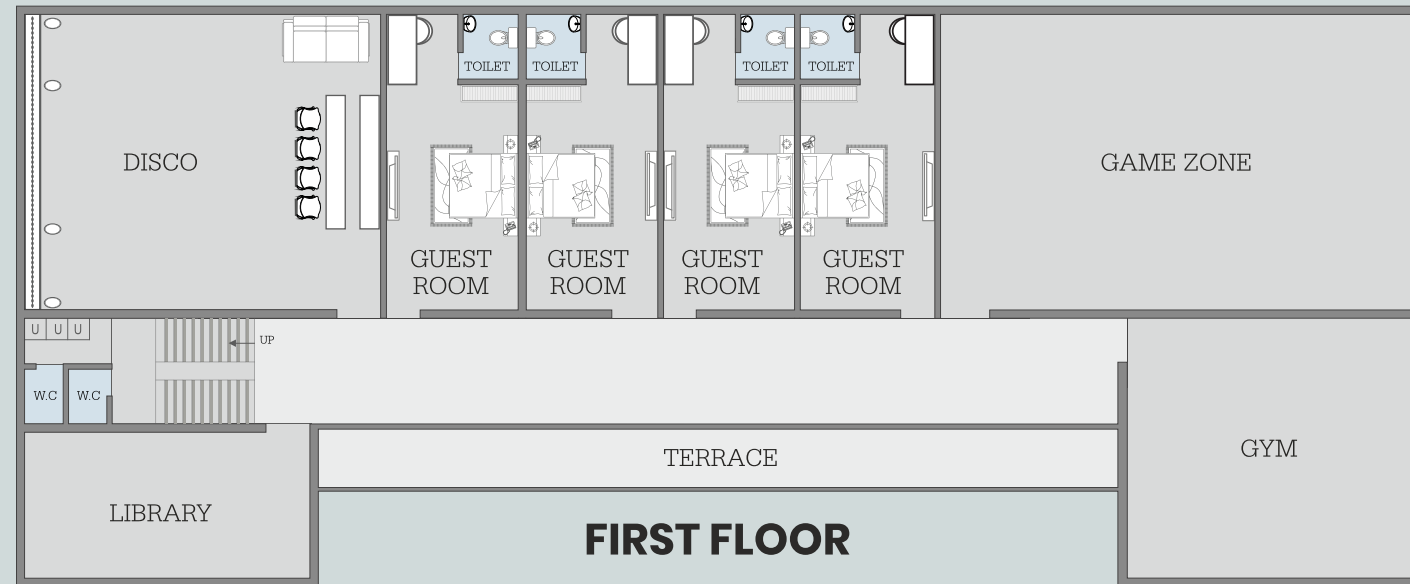 TOILET
TOILET
TOILET
TOILET
DISCO
GAME ZONE
GUEST
ROOM
GUEST
ROOM
GUEST
ROOM
GUEST
ROOM
U U U
UP
W.C
W.C
TERRACE
GYM
LIBRARY
FIRST FLOOR